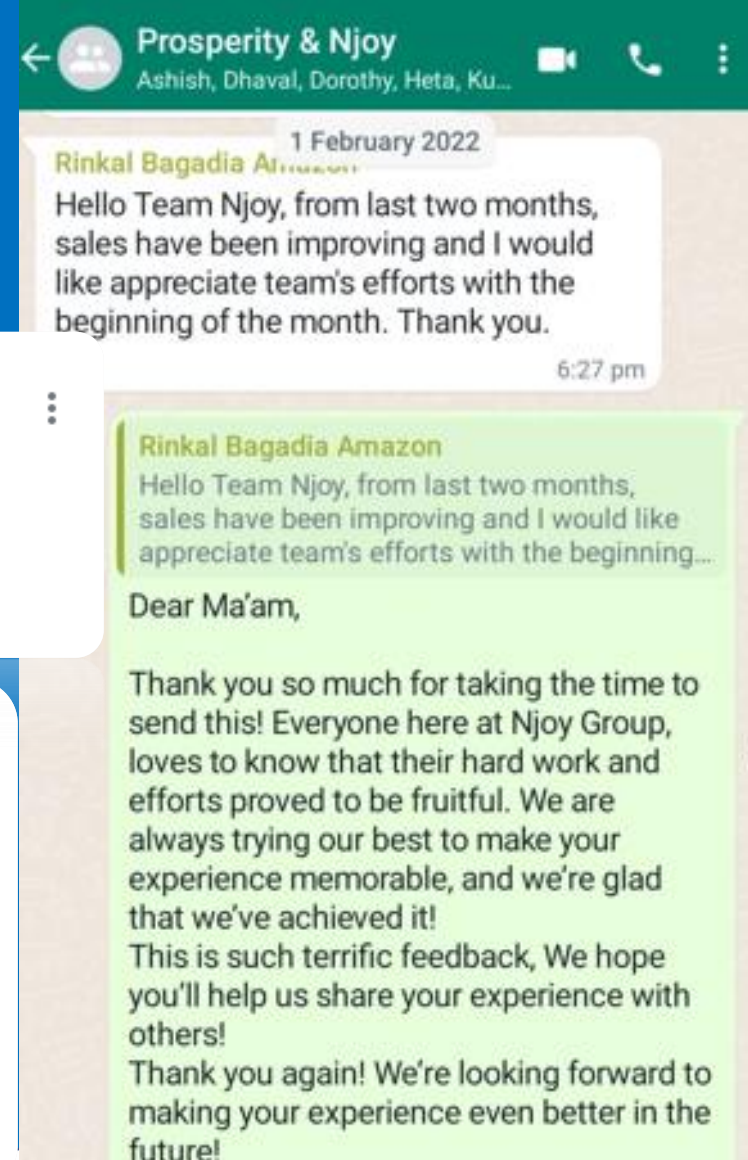 Prosperity & Njoy
Ashish, Dhaval, Dorothy, Heta, Ku...
1 February 2022
Rinkal Bagadia
Hello Team Njoy, from last two months,
sales have been improving and I would
like appreciate team's efforts with the
beginning of the month. Thank you.
6:27 pm
Rinkal Bagadia Amazon
Hello Team Njoy, from last two months,
sales have been improving and I would like
appreciate team's efforts with the beginning...
Dear Ma'am,
Thank you so much for taking the time to
send this! Everyone here at Njoy Group,
loves to know that their hard work and
efforts proved to be fruitful. We are
always trying our best to make your
experience memorable, and we're glad
that we've achieved it!
This is such terrific feedback, We hope
you'll help us share your experience with
others!
Thank you again! We're looking forward to
making your experience even better in the
future!